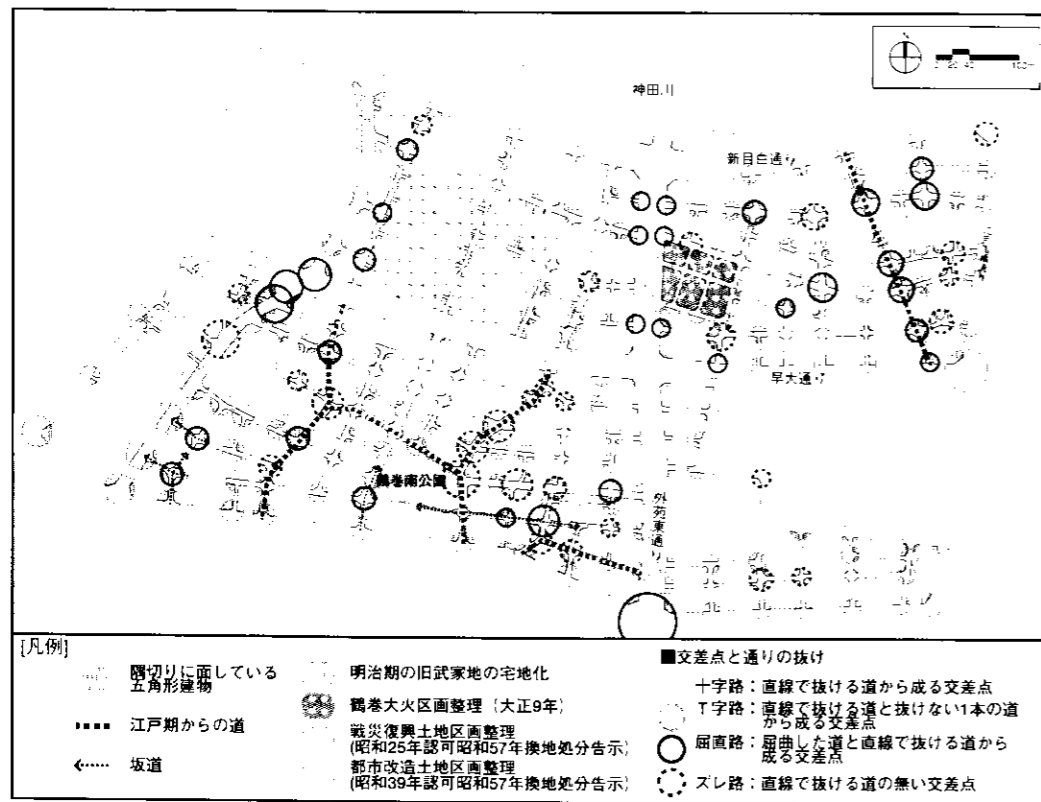 N
0 20 40 100m
神田川
新目白通り
早大通り
鶴巻南公園
外苑東通り
[凡例]
隅切りに面している
五角形建物
江戸期からの道
坂道
明治期の旧武家地の宅地化
鶴巻大火区画整理（大正9年）
戦災復興土地区画整理
(昭和25年認可昭和57年換地処分告示)
都市改造土地区画整理
(昭和39年認可昭和57年換地処分告示)
■交差点と通りの抜け
十字路：直線で抜ける道から成る交差点
T字路：直線で抜ける道と抜けない1本の道
から成る交差点
屈直路：屈曲した道と直線で抜ける道から
成る交差点
ズレ路：直線で抜ける道の無い交差点